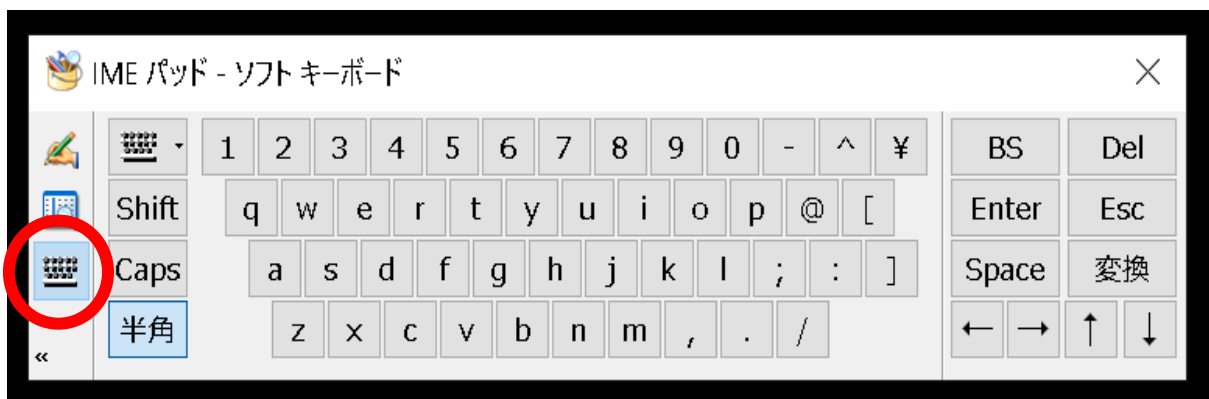 IME パッド - ソフト キーボード
1 2 3 4 5 6 7 8 9 0 - ^ ¥ BS Del
Shift q w e r t y u i o p @ [ Enter Esc
Caps a s d f g h j k l ; : ] Space 変換
半角 z x c v b n m , . / ← → ↑ ↓
«